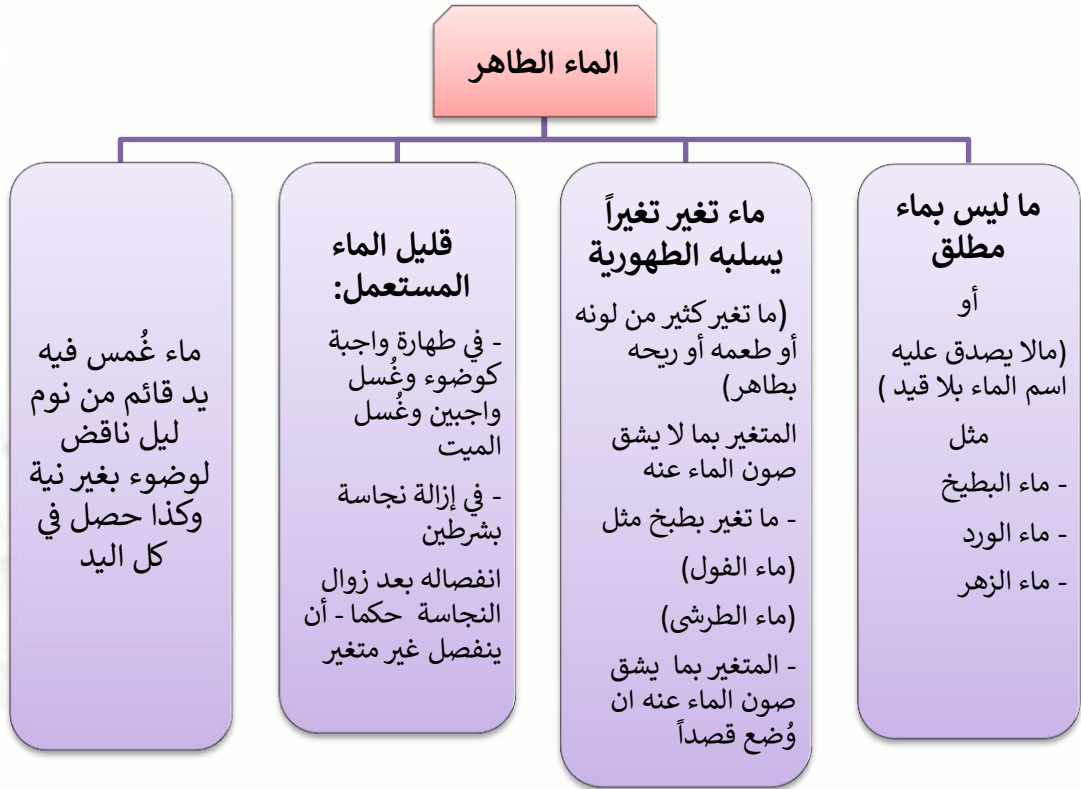 الماء الطاهر
ما ليس بماء
مطلق
أو
(مالا يصدق عليه
اسم الماء بلا قيد )
مثل
- ماء البطيخ
- ماء الورد
- ماء الزهر
ماء تغير تغيراً
يسلبه الطهورية
(ما تغير كثير من لونه
أو طعمه أو ريحه
بطاهر)
المتغير بما لا يشق
صون الماء عنه
- ما تغير بطبخ مثل
(ماء الفول)
(ماء الطرشى)
- المتغير بما يشق
صون الماء عنه ان
وُضع قصداً
قليل الماء
المستعمل:
- في طهارة واجبة
كوضوء وغُسل
واجبين وغُسل
الميت
- في إزالة نجاسة
بشرطين
انفصاله بعد زوال
النجاسة حكما - أن
ينفصل غير متغير
ماء غُمس فيه
يد قائم من نوم
ليل ناقض
لوضوء بغير نية
وكذا حصل في
كل اليد